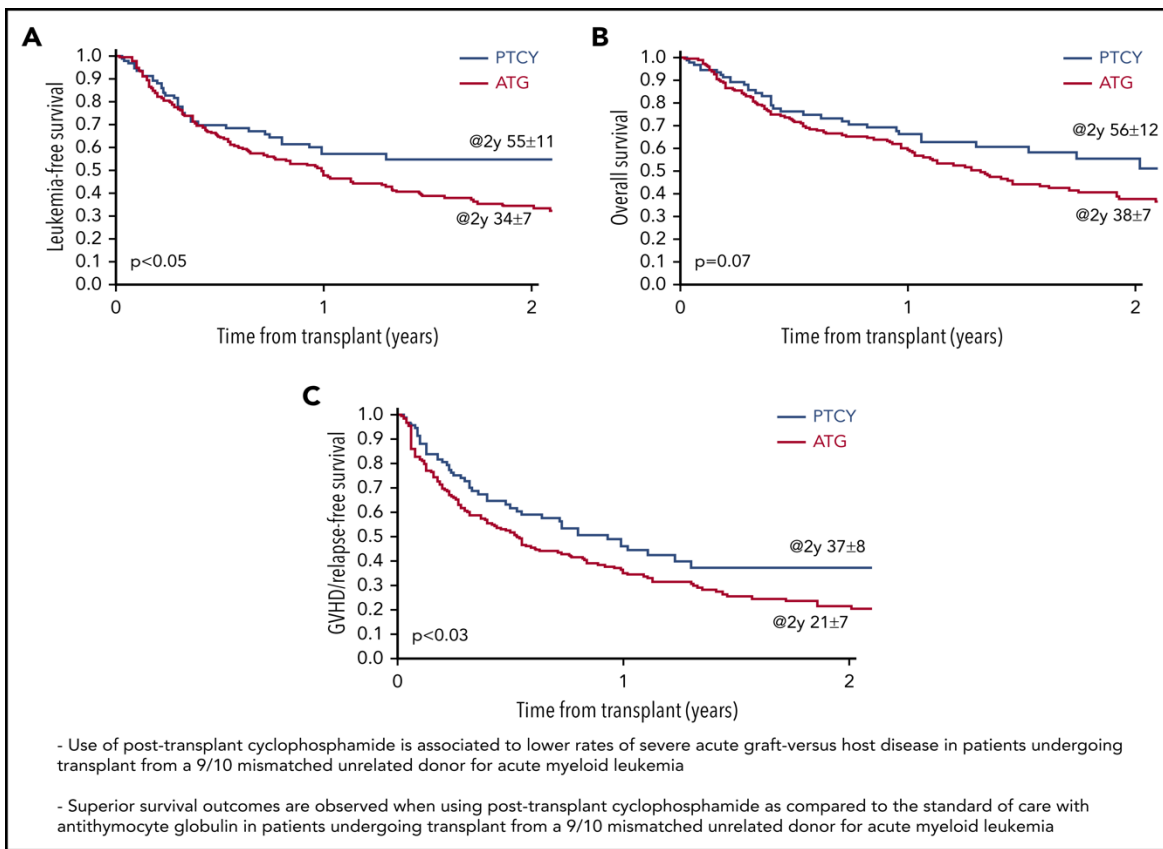 A
PTCY
ATG
1.0
0.9
0.8
0.7
0.6
0.5
0.4
0.3
0.2
0.1
0.0
Leukemia-free survival
@2y 55±11
@2y 34±7
p<0.05
0
1
2
Time from transplant (years)
B
PTCY
ATG
1.0
0.9
0.8
0.7
0.6
0.5
0.4
0.3
0.2
0.1
0.0
Overall survival
@2y 56±12
@2y 38±7
p=0.07
0
1
2
Time from transplant (years)
C
PTCY
ATG
1.0
0.9
0.8
0.7
0.6
0.5
0.4
0.3
0.2
0.1
0.0
GVHD/relapse-free survival
@2y 37±8
@2y 21±7
p<0.03
0
1
2
Time from transplant (years)
- Use of post-transplant cyclophosphamide is associated to lower rates of severe acute graft-versus host disease in patients undergoing
transplant from a 9/10 mismatched unrelated donor for acute myeloid leukemia
- Superior survival outcomes are observed when using post-transplant cyclophosphamide as compared to the standard of care with
antithymocyte globulin in patients undergoing transplant from a 9/10 mismatched unrelated donor for acute myeloid leukemia